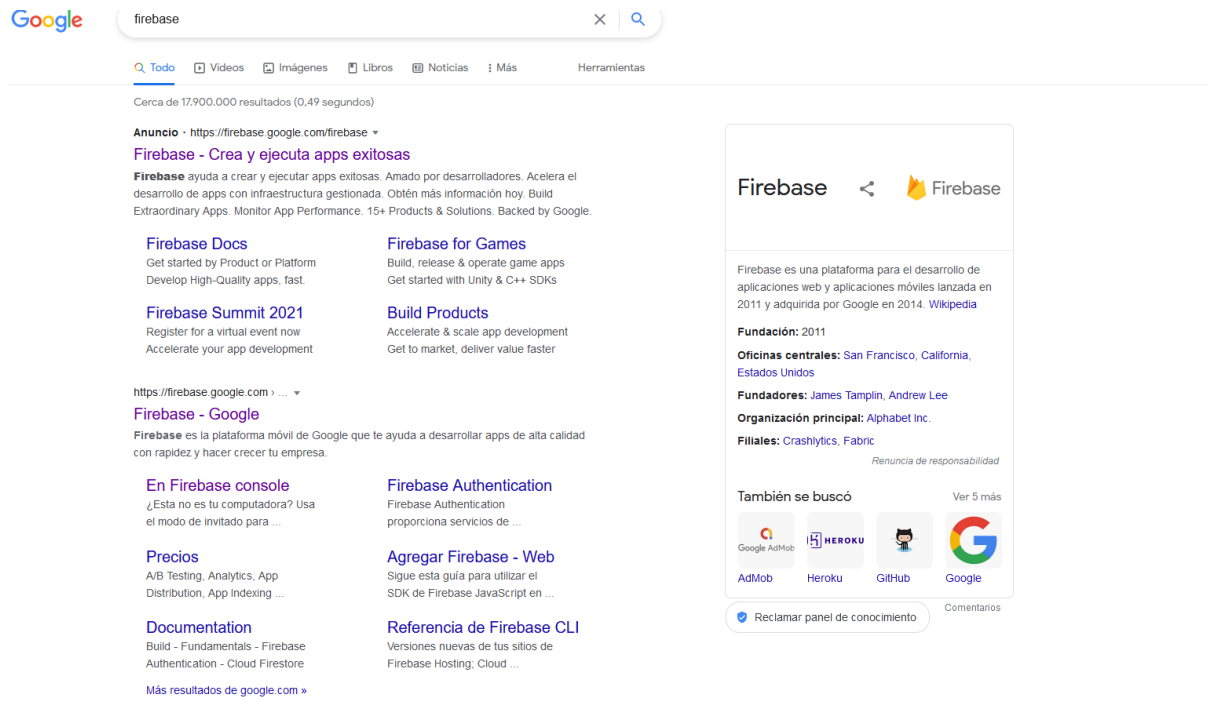 Google
firebase
Todo Videos Imágenes Libros Noticias Más Herramientas
Cerca de 17.900.000 resultados (0,49 segundos)
Anuncio · https://firebase.google.com/firebase
Firebase - Crea y ejecuta apps exitosas
Firebase ayuda a crear y ejecutar apps exitosas. Amado por desarrolladores. Acelera el
desarrollo de apps con infraestructura gestionada. Obtén más información hoy. Build
Extraordinary Apps. Monitor App Performance. 15+ Products & Solutions. Backed by Google.
Firebase Docs
Get started by Product or Platform
Develop High-Quality apps, fast.
Firebase for Games
Build, release & operate game apps
Get started with Unity & C++ SDKs
Firebase Summit 2021
Register for a virtual event now
Accelerate your app development
Build Products
Accelerate & scale app development
Get to market, deliver value faster
https://firebase.google.com › ...
Firebase - Google
Firebase es la plataforma móvil de Google que te ayuda a desarrollar apps de alta calidad
con rapidez y hacer crecer tu empresa.
En Firebase console
¿Esta no es tu computadora? Usa
el modo de invitado para ...
Firebase Authentication
Firebase Authentication
proporciona servicios de ...
Precios
A/B Testing, Analytics, App
Distribution, App Indexing ...
Agregar Firebase - Web
Sigue esta guía para utilizar el
SDK de Firebase JavaScript en ...
Documentation
Build - Fundamentals - Firebase
Authentication - Cloud Firestore
Referencia de Firebase CLI
Versiones nuevas de tus sitios de
Firebase Hosting; Cloud ...
Más resultados de google.com »
Firebase
Firebase
Firebase es una plataforma para el desarrollo de
aplicaciones web y aplicaciones móviles lanzada en
2011 y adquirida por Google en 2014. Wikipedia
Fundación: 2011
Oficinas centrales: San Francisco, California,
Estados Unidos
Fundadores: James Tamplin, Andrew Lee
Organización principal: Alphabet Inc.
Filiales: Crashlytics, Fabric
Renuncia de responsabilidad
También se buscó Ver 5 más
Google AdMob
HEROKU
AdMob Heroku GitHub Google
Comentarios
Reclamar panel de conocimiento